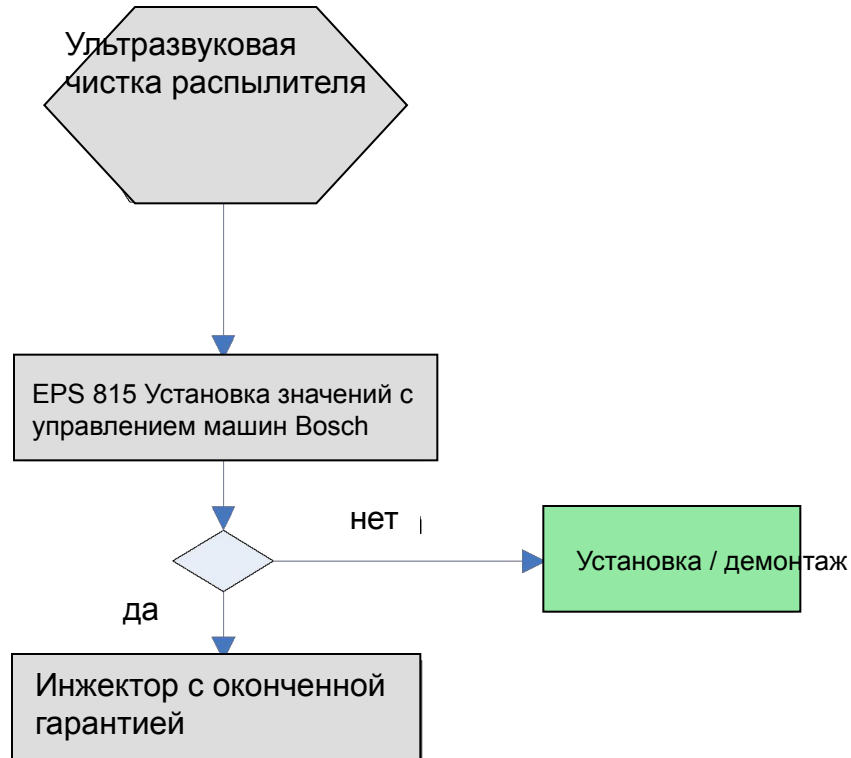 Ультразвуковая
чистка распылителя
EPS 815 Установка значений с
управлением машин Bosch
нет
Установка / демонтаж
да
Инжектор с оконченной
гарантией